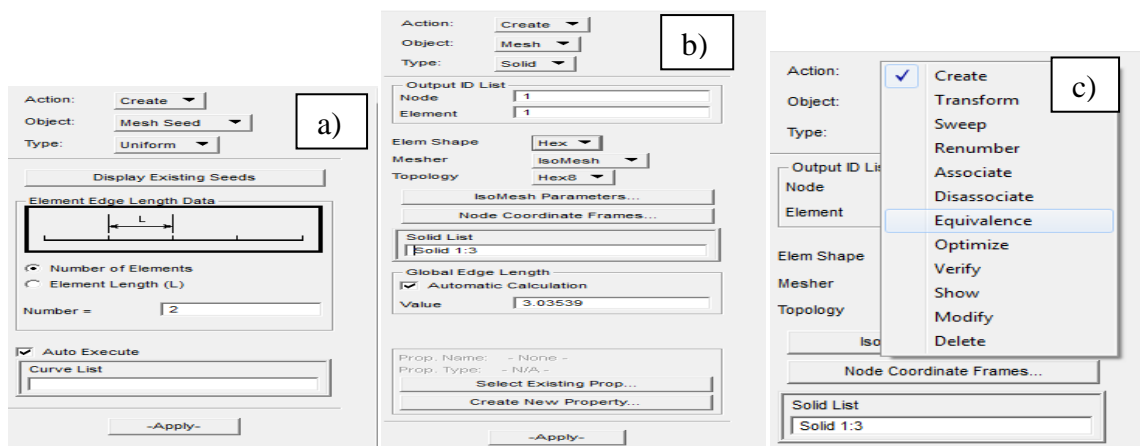 Action: Create
Object: Mesh Seed
Type: Uniform
a)
Display Existing Seeds
Element Edge Length Data
L
Number of Elements
Element Length (L)
Number = 2
Auto Execute
Curve List
-Apply-
Action: Create
Object: Mesh
Type: Solid
b)
Output ID List
Node 1
Element 1
Elem Shape Hex
Mesher IsoMesh
Topology Hex8
IsoMesh Parameters...
Node Coordinate Frames...
Solid List
Solid 1:3
Global Edge Length
Automatic Calculation
Value 3.03539
Prop. Name: - None -
Prop. Type: - N/A -
Select Existing Prop...
Create New Property...
-Apply-
Action:
Object:
Type:
c)
Output ID Li
Node
Element
Elem Shape
Mesher
Topology
Iso
Create
Transform
Sweep
Renumber
Associate
Disassociate
Equivalence
Optimize
Verify
Show
Modify
Delete
Node Coordinate Frames...
Solid List
Solid 1:3